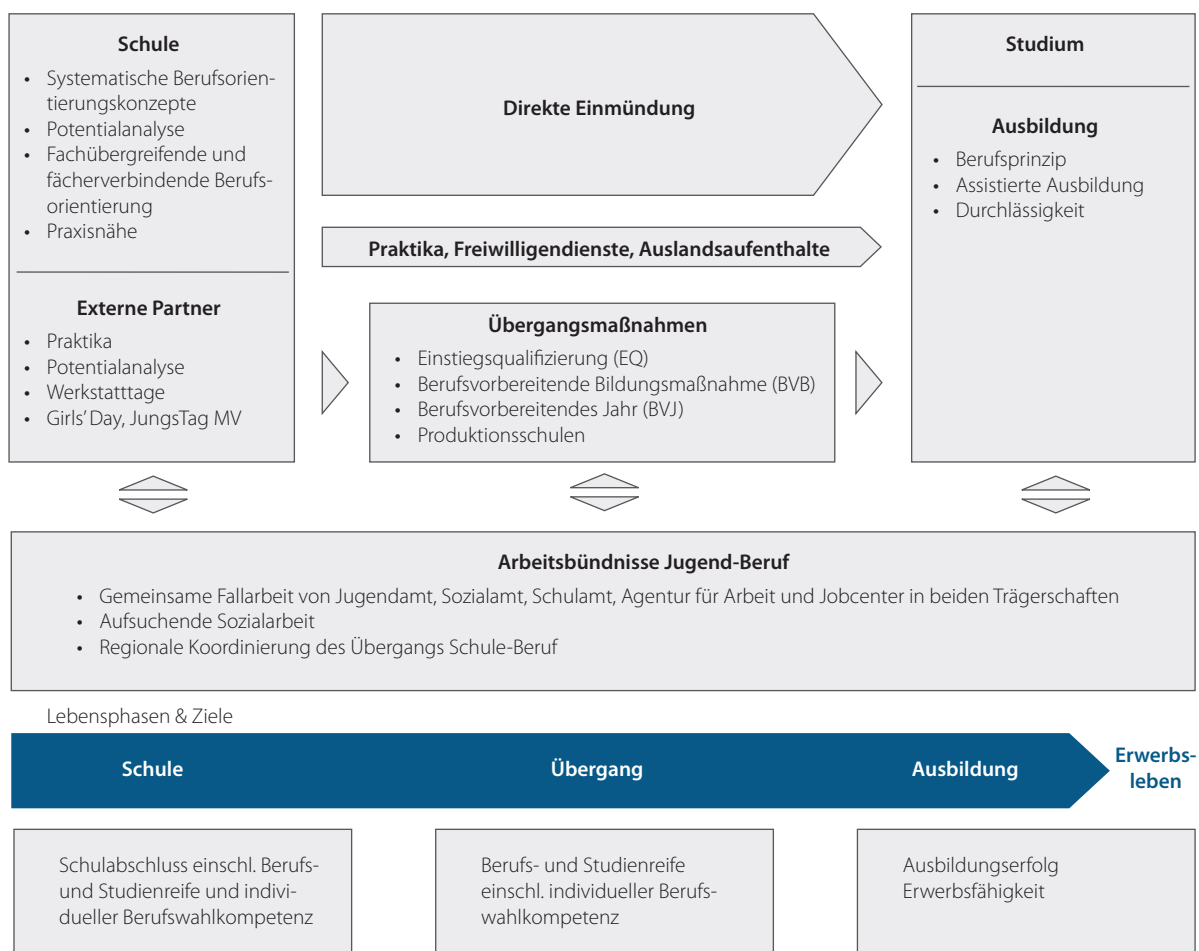 Schule
• Systematische Berufsorien-
tierungskonzepte
• Potentialanalyse
• Fachübergreifende und
fächerverbindende Berufs-
orientierung
• Praxisnähe
Externe Partner
• Praktika
• Potentialanalyse
• Werkstatttage
• Girls' Day, JungsTag MV
Direkte Einmündung
Praktika, Freiwilligendienste, Auslandsaufenthalte
Übergangsmaßnahmen
• Einstiegsqualifizierung (EQ)
• Berufsvorbereitende Bildungsmaßnahme (BVB)
• Berufsvorbereitendes Jahr (BVJ)
• Produktionsschulen
Studium
Ausbildung
• Berufsprinzip
• Assistierte Ausbildung
• Durchlässigkeit
Arbeitsbündnisse Jugend-Beruf
• Gemeinsame Fallarbeit von Jugendamt, Sozialamt, Schulamt, Agentur für Arbeit und Jobcenter in beiden Trägerschaften
• Aufsuchende Sozialarbeit
• Regionale Koordinierung des Übergangs Schule-Beruf
Lebensphasen & Ziele
Schule
Übergang
Ausbildung
Erwerbs-
leben
Schulabschluss einschl. Berufs-
und Studienreife und indivi-
dueller Berufswahlkompetenz
Berufs- und Studienreife
einschl. individueller Berufs-
wahlkompetenz
Ausbildungserfolg
Erwerbsfähigkeit